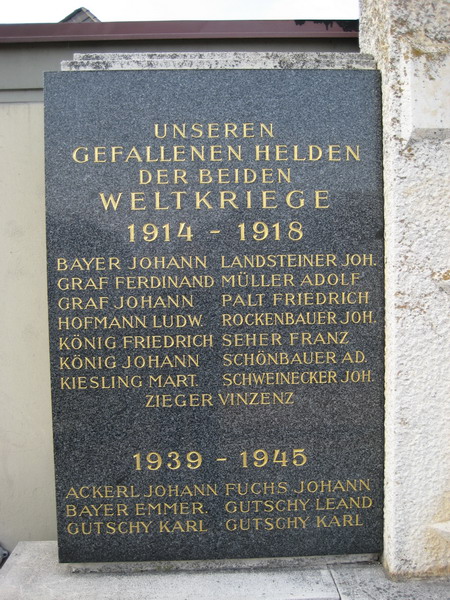 UNSEREN
GEFALLENEN HELDEN
DER BEIDEN
WELTKRIEGE
1914 - 1918
BAYER JOHANN LANDSTEINER JOH.
GRAF FERDINAND MÜLLER ADOLF
GRAF JOHANN PALT FRIEDRICH
HOFMANN LUDW. ROCKENBAUER JOH.
KÖNIG FRIEDRICH SEHER FRANZ
KÖNIG JOHANN SCHÖNBAUER AD.
KIESLING MART. SCHWEINECKER JOH.
ZIEGER VINZENZ
1939 - 1945
ACKERL JOHANN FUCHS JOHANN
BAYER EMMER. GUTSCHY LEAND
GUTSCHY KARL GUTSCHY KARL